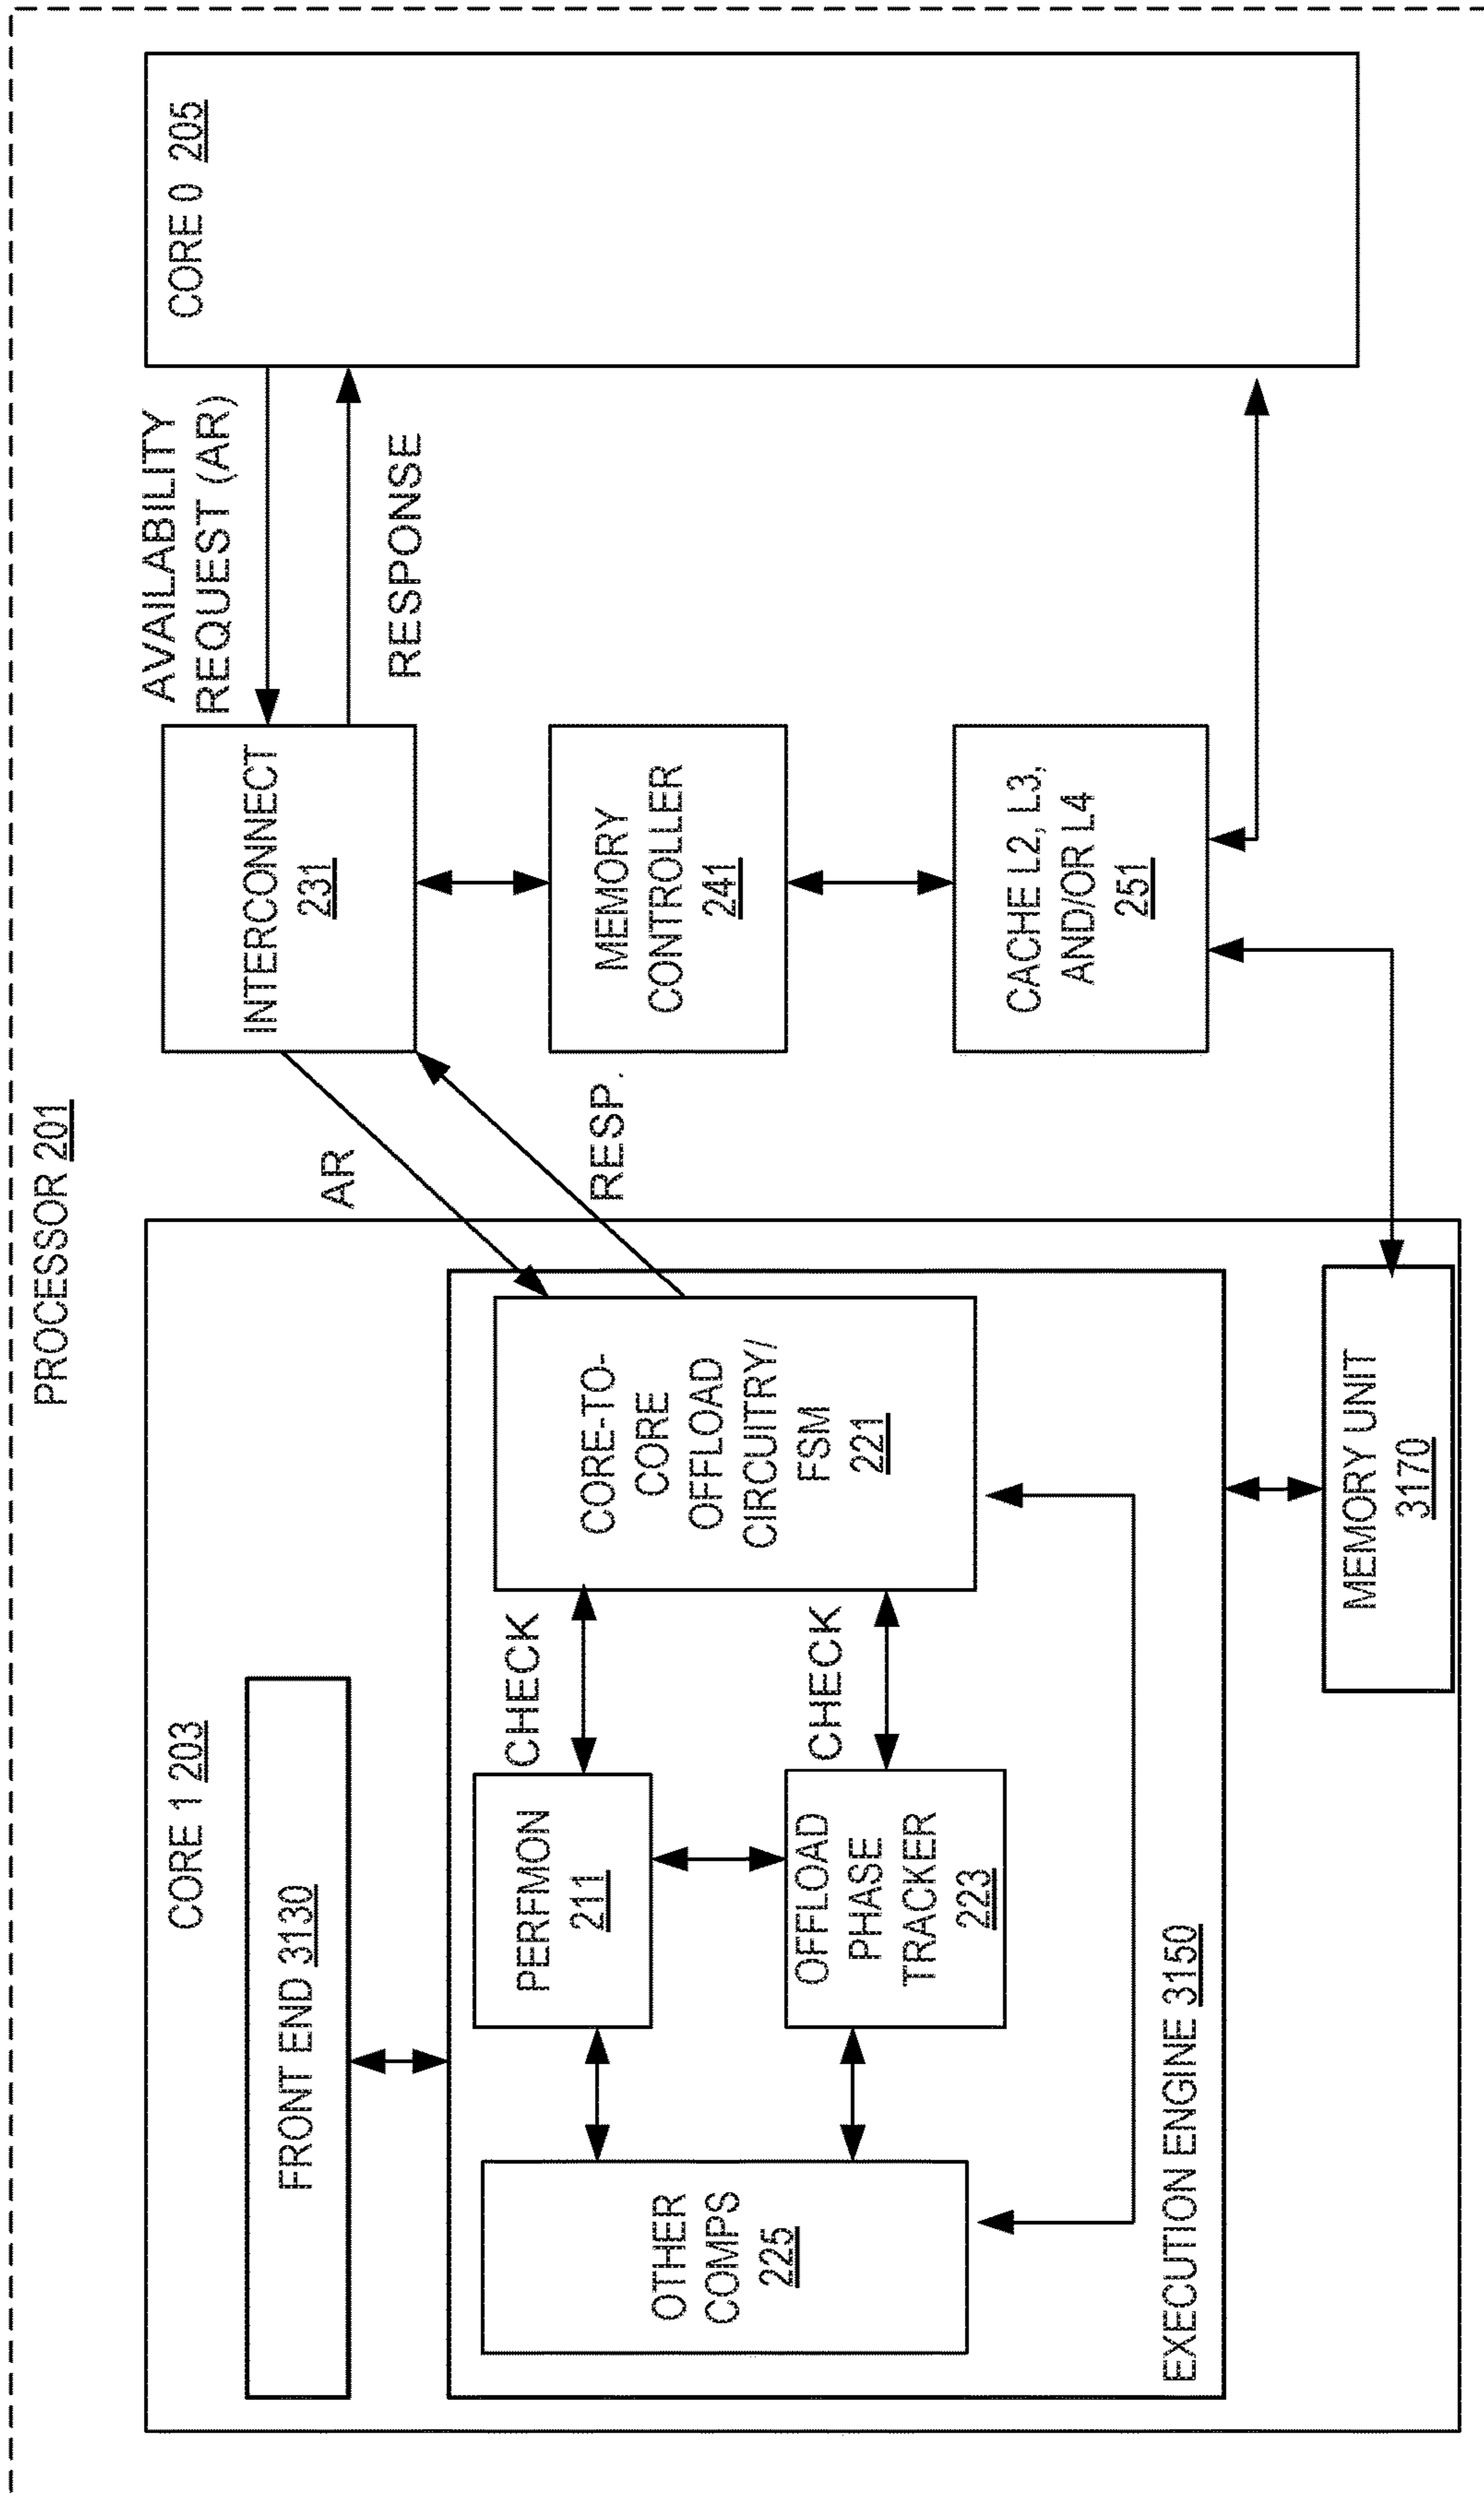 PROCESSOR 201
CORE 1 203
FRONT END 3130
OTHER
COMPS
225
PERFMON
211
CHECK
OFFLOAD
PHASE
TRACKER
223
CHECK
CORE-TO-
CORE
OFFLOAD
CIRCUITRY/
FSM
221
EXECUTION ENGINE 3150
MEMORY UNIT
3170
AR
RESP.
INTERCONNECT
231
MEMORY
CONTROLLER
241
CACHE L2, L3,
AND/OR L4
251
AVAILABILITY
REQUEST (AR)
RESPONSE
CORE 0 205